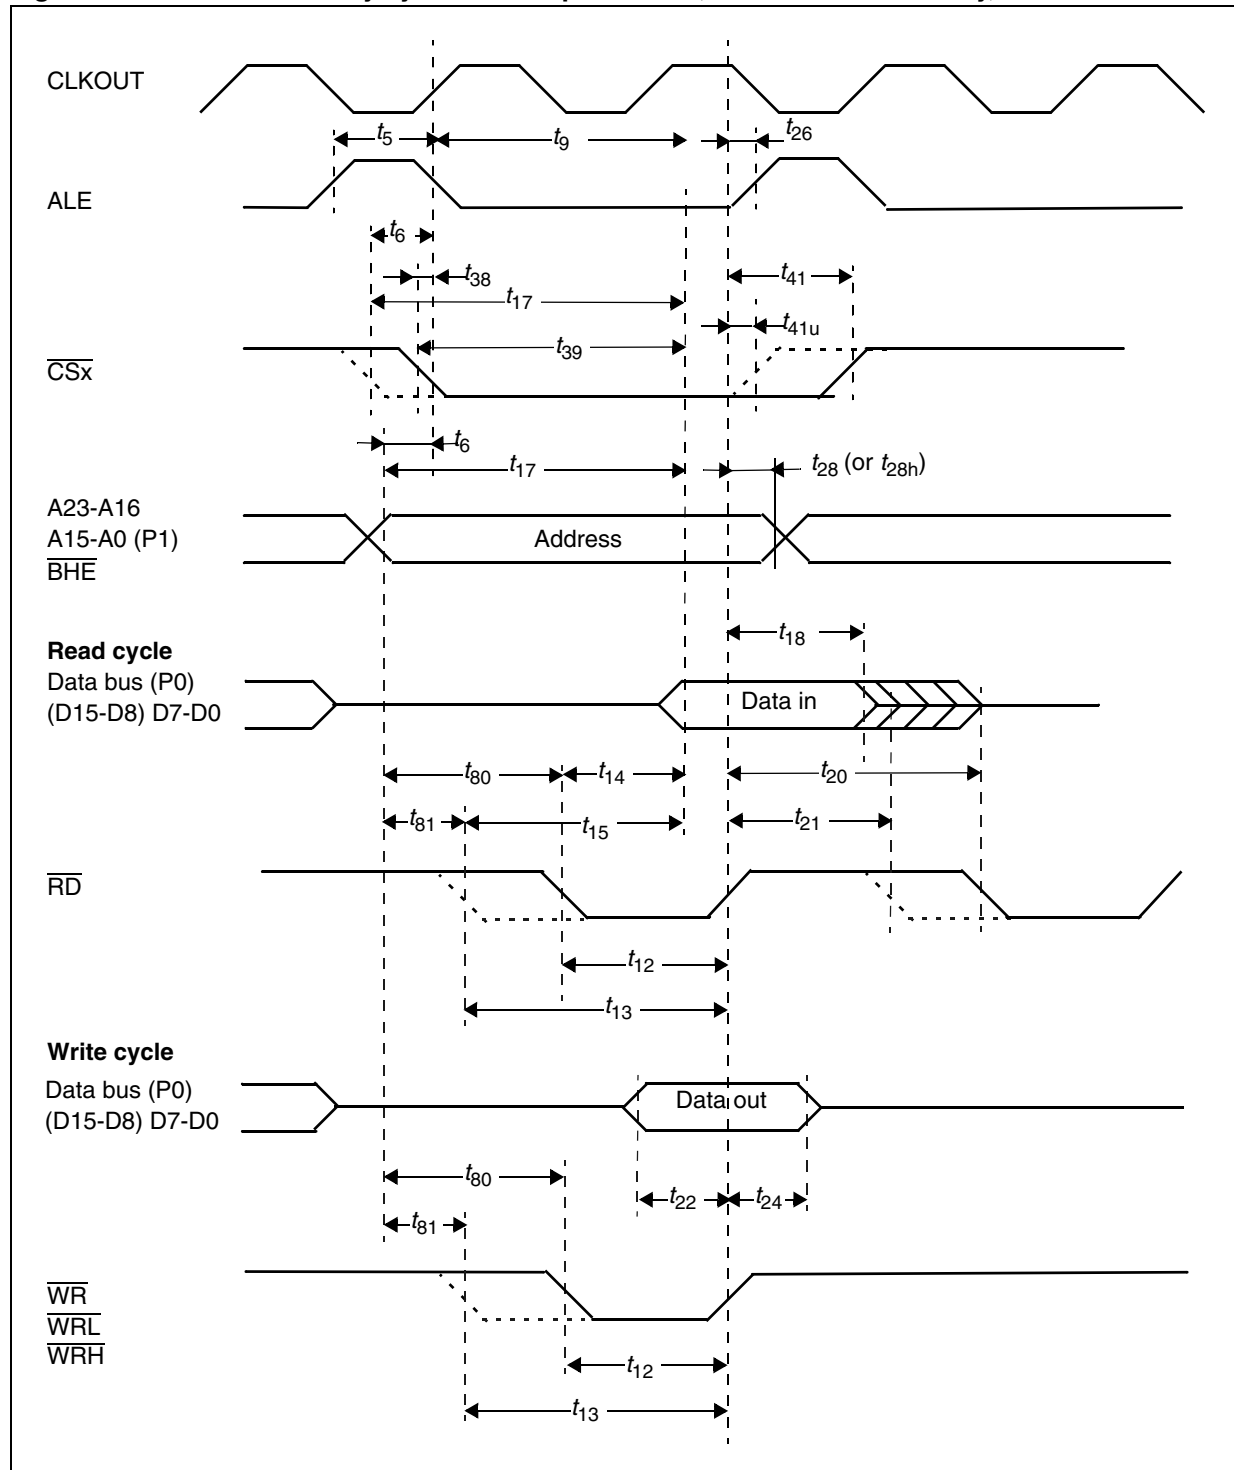 CLKOUT
t5
t9
t26
ALE
t6
t38
t41
t17
t41u
t39
CSx
t6
t17
t28 (or t28h)
A23-A16
A15-A0 (P1)
Address
BHE
t18
Read cycle
Data bus (P0)
Data in
(D15-D8) D7-D0
t80
t14
t20
t81
t15
t21
RD
t12
t13
Write cycle
Data bus (P0)
Data out
(D15-D8) D7-D0
t80
t22
t24
t81
WR
WRL
WRH
t12
t13